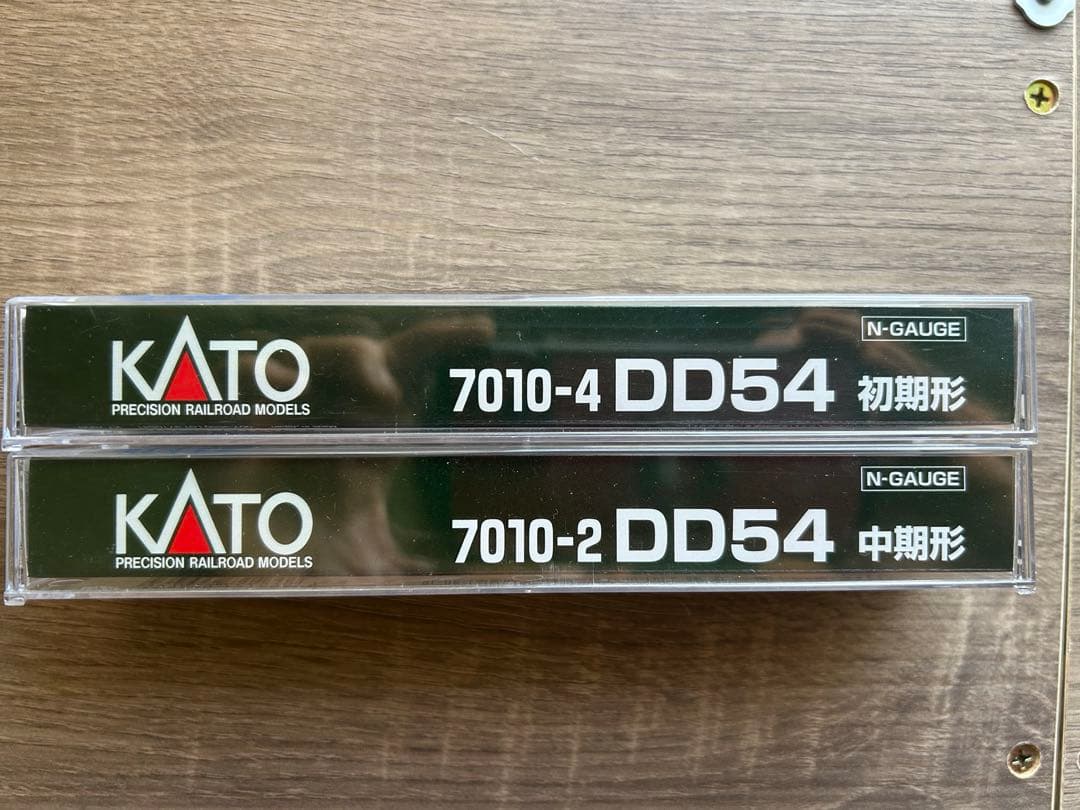 N-GAUGE
KATO
7010-4 DD54 初期形
PRECISION RAILROAD MODELS
N-GAUGE
KATO
7010-2 DD54 中期形
PRECISION RAILROAD MODELS